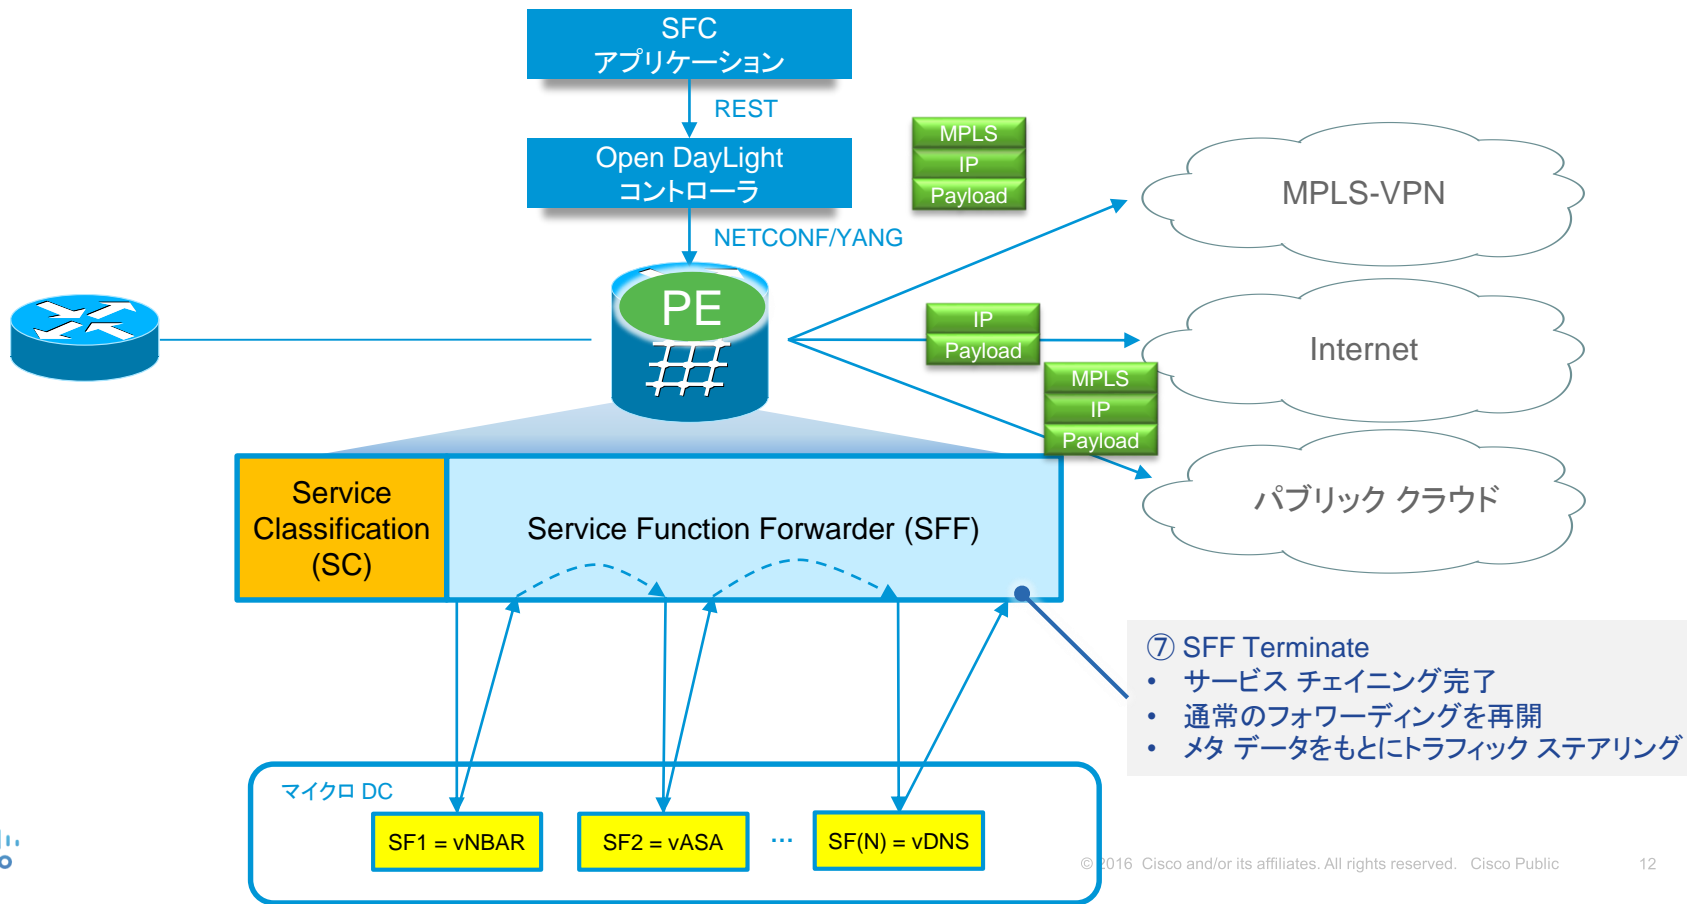 SFC
アプリケーション
REST
Open DayLight
コントローラ
NETCONF/YANG
PE
MPLS
IP
Payload
MPLS-VPN
IP
Payload
Internet
MPLS
IP
Payload
パブリック クラウド
Service
Classification
(SC)
Service Function Forwarder (SFF)
⑦ SFF Terminate
• サービス チェイニング完了
• 通常のフォワーディングを再開
• メタ データをもとにトラフィック ステアリング
マイクロ DC
SF1 = vNBAR
SF2 = vASA
...
SF(N) = vDNS
© 2016 Cisco and/or its affiliates. All rights reserved. Cisco Public
12